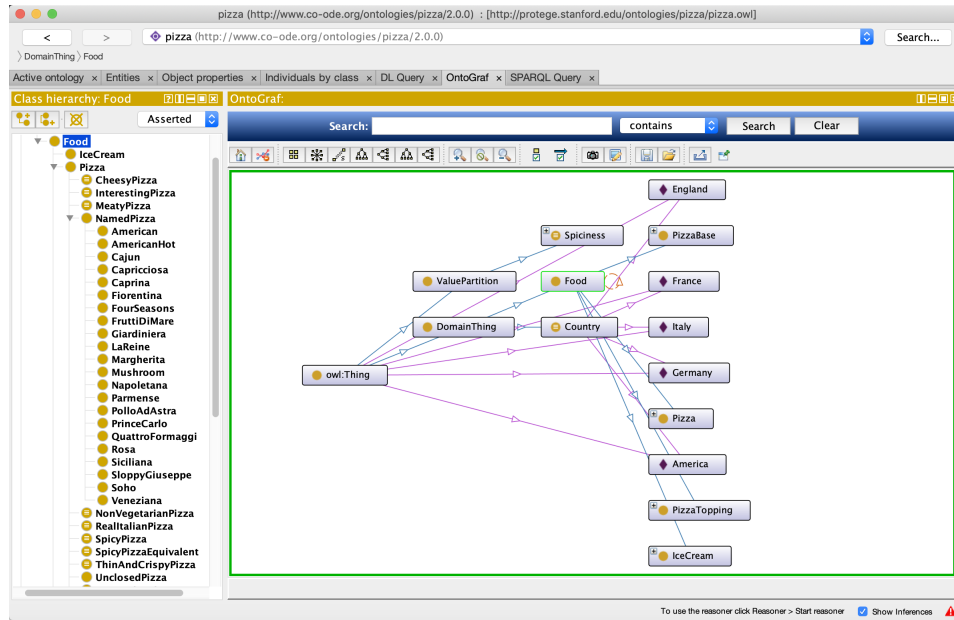 pizza (http://www.co-ode.org/ontologies/pizza/2.0.0) : [http://protege.stanford.edu/ontologies/pizza/pizza.owl]
< > pizza (http://www.co-ode.org/ontologies/pizza/2.0.0) Search...
〉DomainThing 〉Food
Active ontology × Entities × Object properties × Individuals by class × DL Query × OntoGraf × SPARQL Query ×
Class hierarchy: Food
Asserted
Food
IceCream
Pizza
CheesyPizza
InterestingPizza
MeatyPizza
NamedPizza
American
AmericanHot
Cajun
Capricciosa
Caprina
Fiorentina
FourSeasons
FruttiDiMare
Giardiniera
LaReine
Margherita
Mushroom
Napoletana
Parmense
PolloAdAstra
PrinceCarlo
QuattroFormaggi
Rosa
Siciliana
SloppyGiuseppe
Soho
Veneziana
NonVegetarianPizza
RealItalianPizza
SpicyPizza
SpicyPizzaEquivalent
ThinAndCrispyPizza
UnclosedPizza
OntoGraf:
Search: contains Search Clear
England
Spiciness PizzaBase
ValuePartition Food France
DomainThing Country Italy
owl:Thing Germany
Pizza
America
PizzaTopping
IceCream
To use the reasoner click Reasoner > Start reasoner Show Inferences